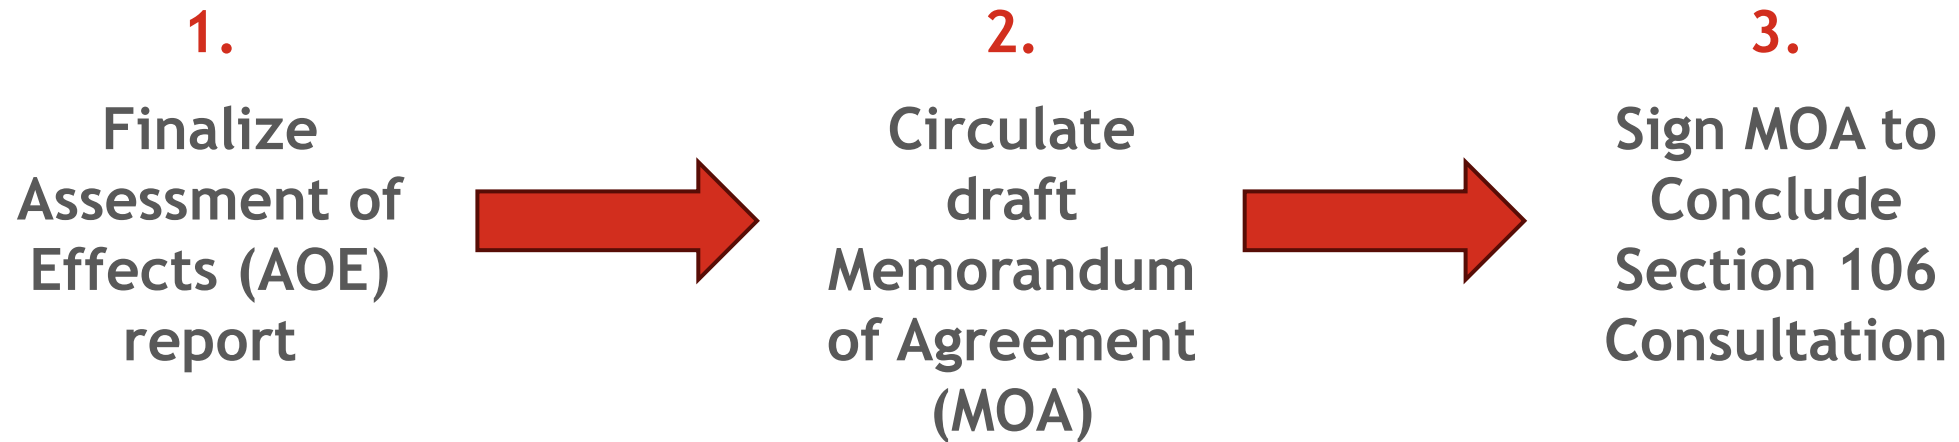 1.
Finalize
Assessment of
Effects (AOE)
report
2.
Circulate
draft
Memorandum
of Agreement
(MOA)
3.
Sign MOA to
Conclude
Section 106
Consultation